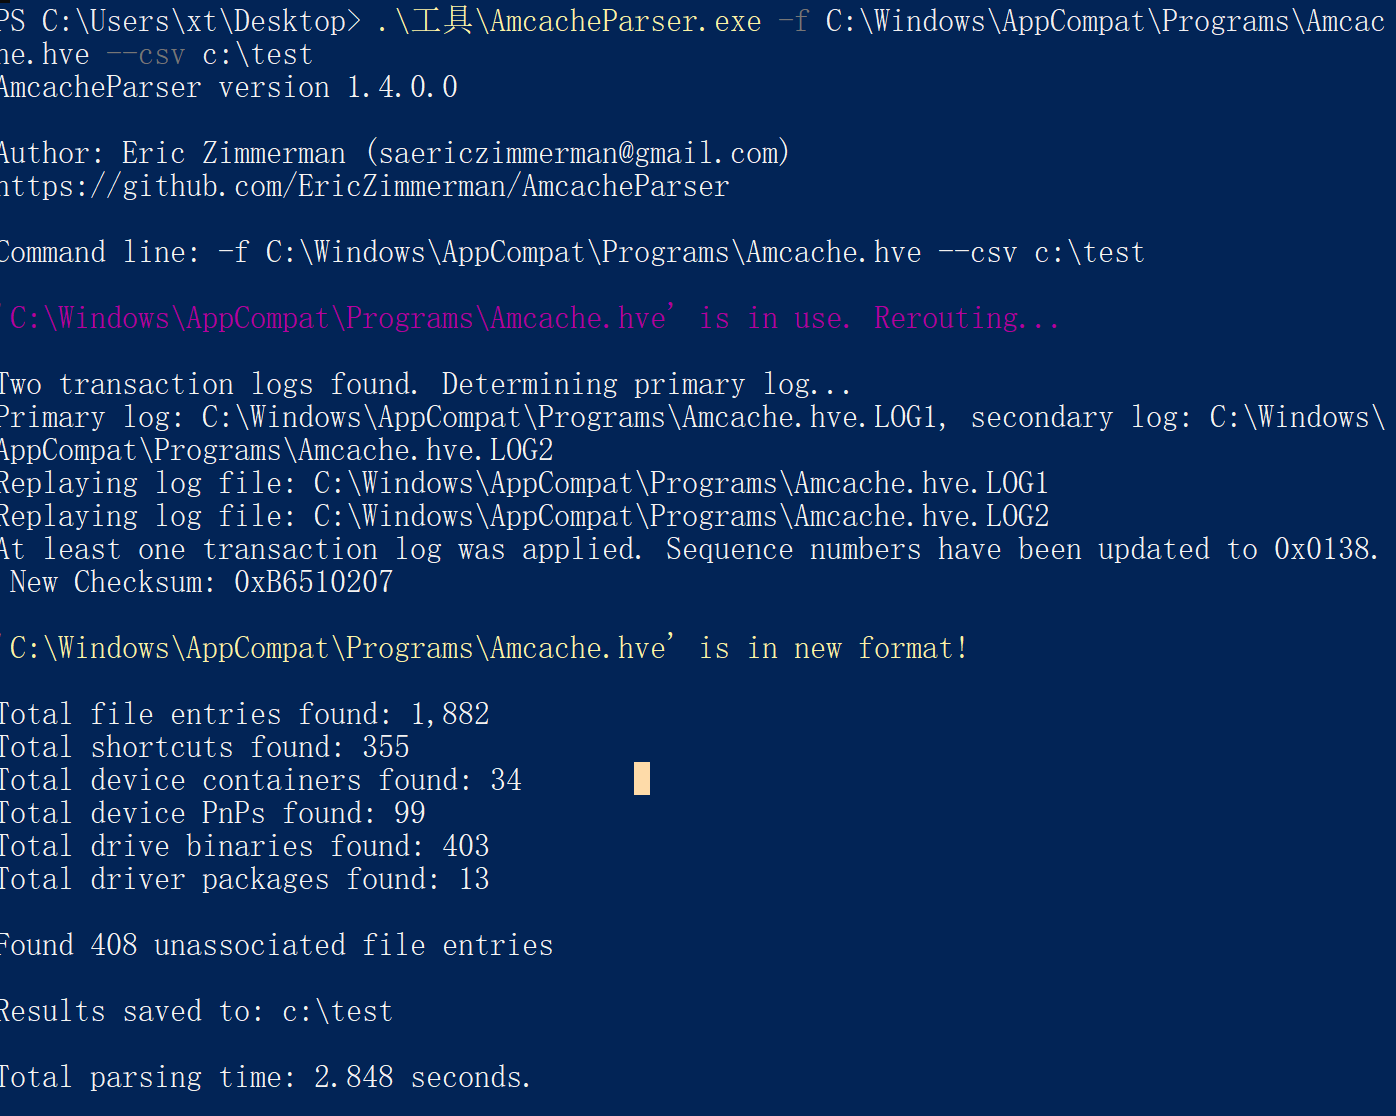 PS C:\Users\xt\Desktop> .\工具\AmcacheParser.exe -f C:\Windows\AppCompat\Programs\Amcac
he.hve --csv c:\test
AmcacheParser version 1.4.0.0
Author: Eric Zimmerman (saericzimmerman@gmail.com)
https://github.com/EricZimmerman/AmcacheParser
Command line: -f C:\Windows\AppCompat\Programs\Amcache.hve --csv c:\test
'C:\Windows\AppCompat\Programs\Amcache.hve' is in use. Rerouting...
Two transaction logs found. Determining primary log...
Primary log: C:\Windows\AppCompat\Programs\Amcache.hve.LOG1, secondary log: C:\Windows\
AppCompat\Programs\Amcache.hve.LOG2
Replaying log file: C:\Windows\AppCompat\Programs\Amcache.hve.LOG1
Replaying log file: C:\Windows\AppCompat\Programs\Amcache.hve.LOG2
At least one transaction log was applied. Sequence numbers have been updated to 0x0138.
New Checksum: 0xB6510207
'C:\Windows\AppCompat\Programs\Amcache.hve' is in new format!
Total file entries found: 1,882
Total shortcuts found: 355
Total device containers found: 34
Total device PnPs found: 99
Total drive binaries found: 403
Total driver packages found: 13
Found 408 unassociated file entries
Results saved to: c:\test
Total parsing time: 2.848 seconds.